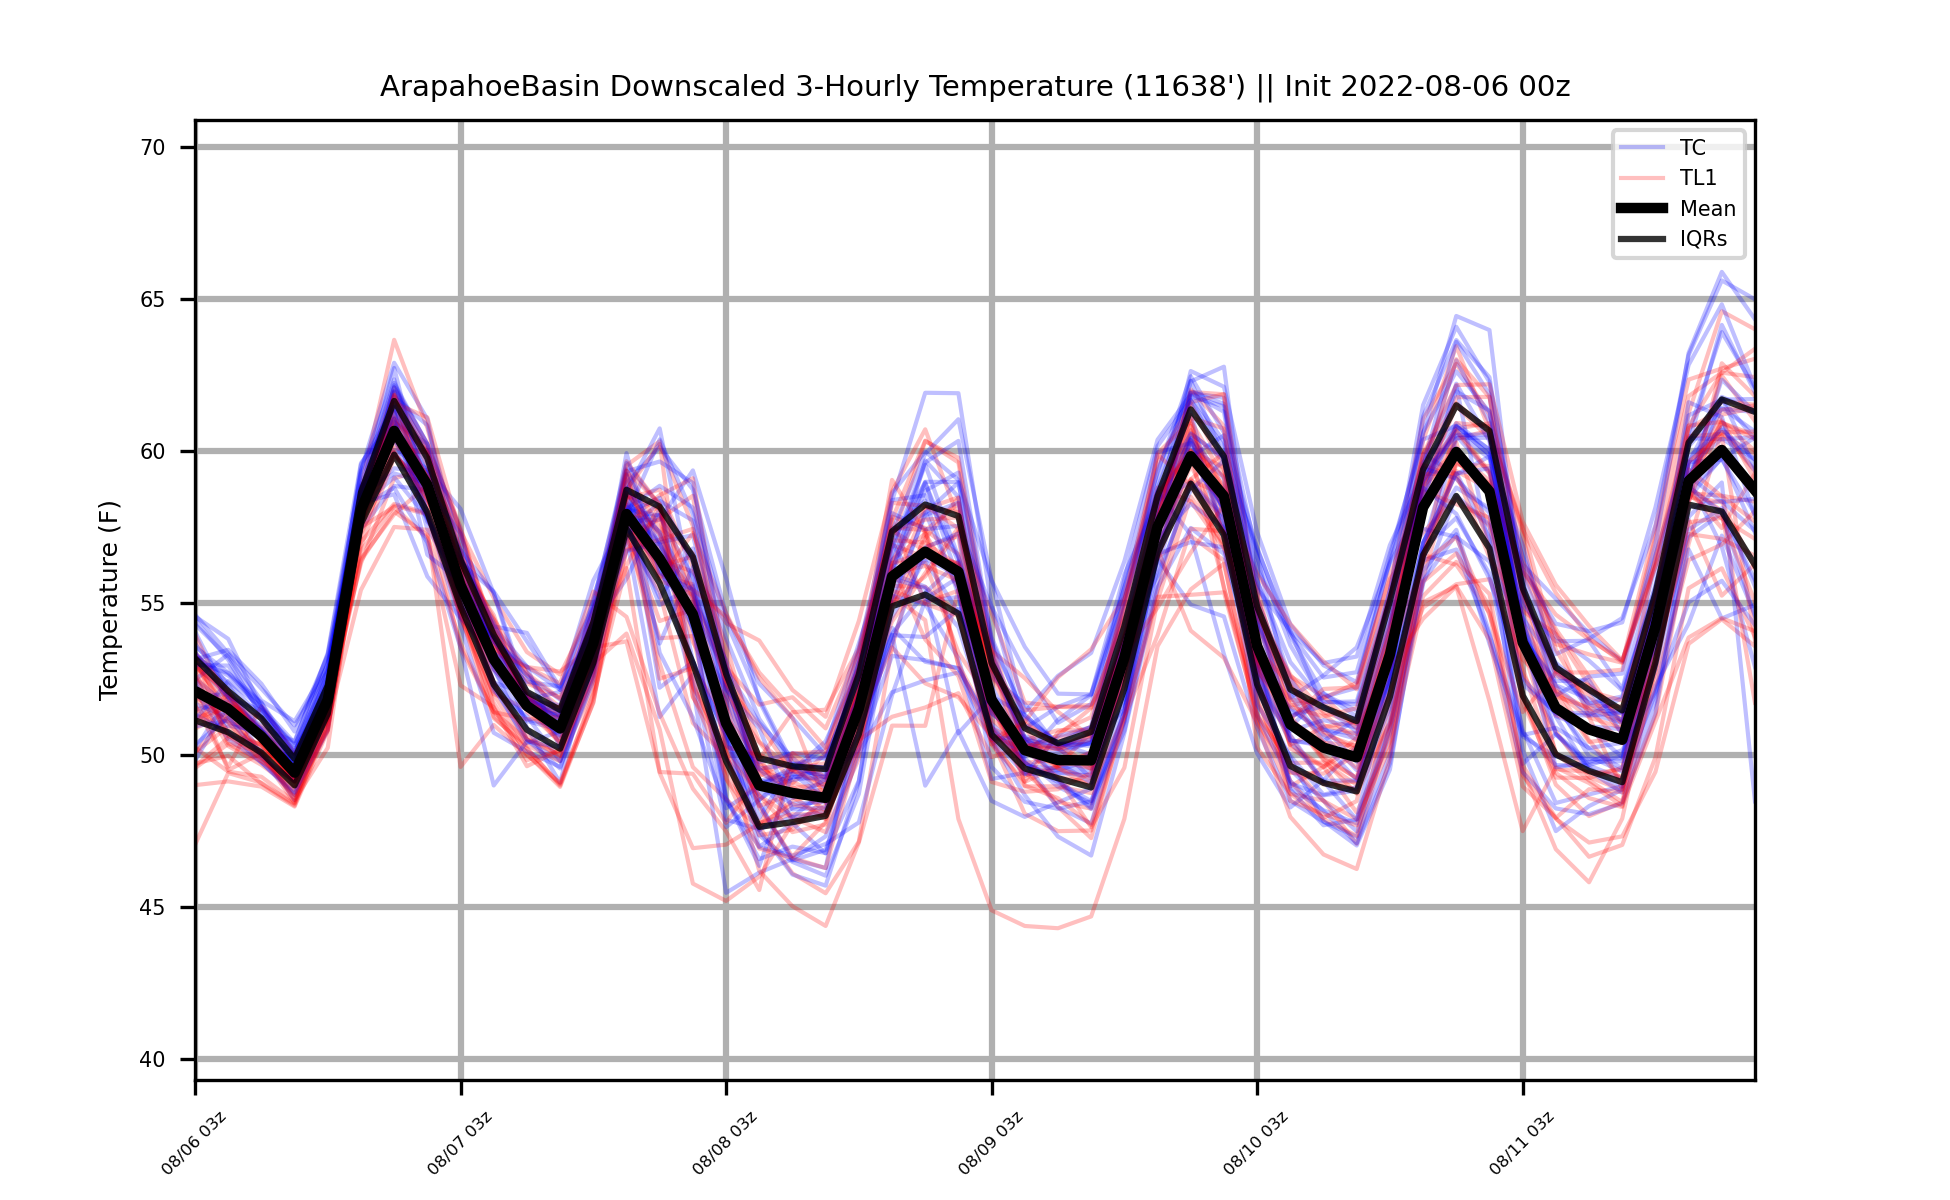 ArapahoeBasin Downscaled 3-Hourly Temperature (11638') || Init 2022-08-06 00z
TC
TL1
Mean
IQRs
Temperature (F)
70
65
60
55
50
45
40
08/06 03z
08/07 03z
08/08 03z
08/09 03z
08/10 03z
08/11 03z